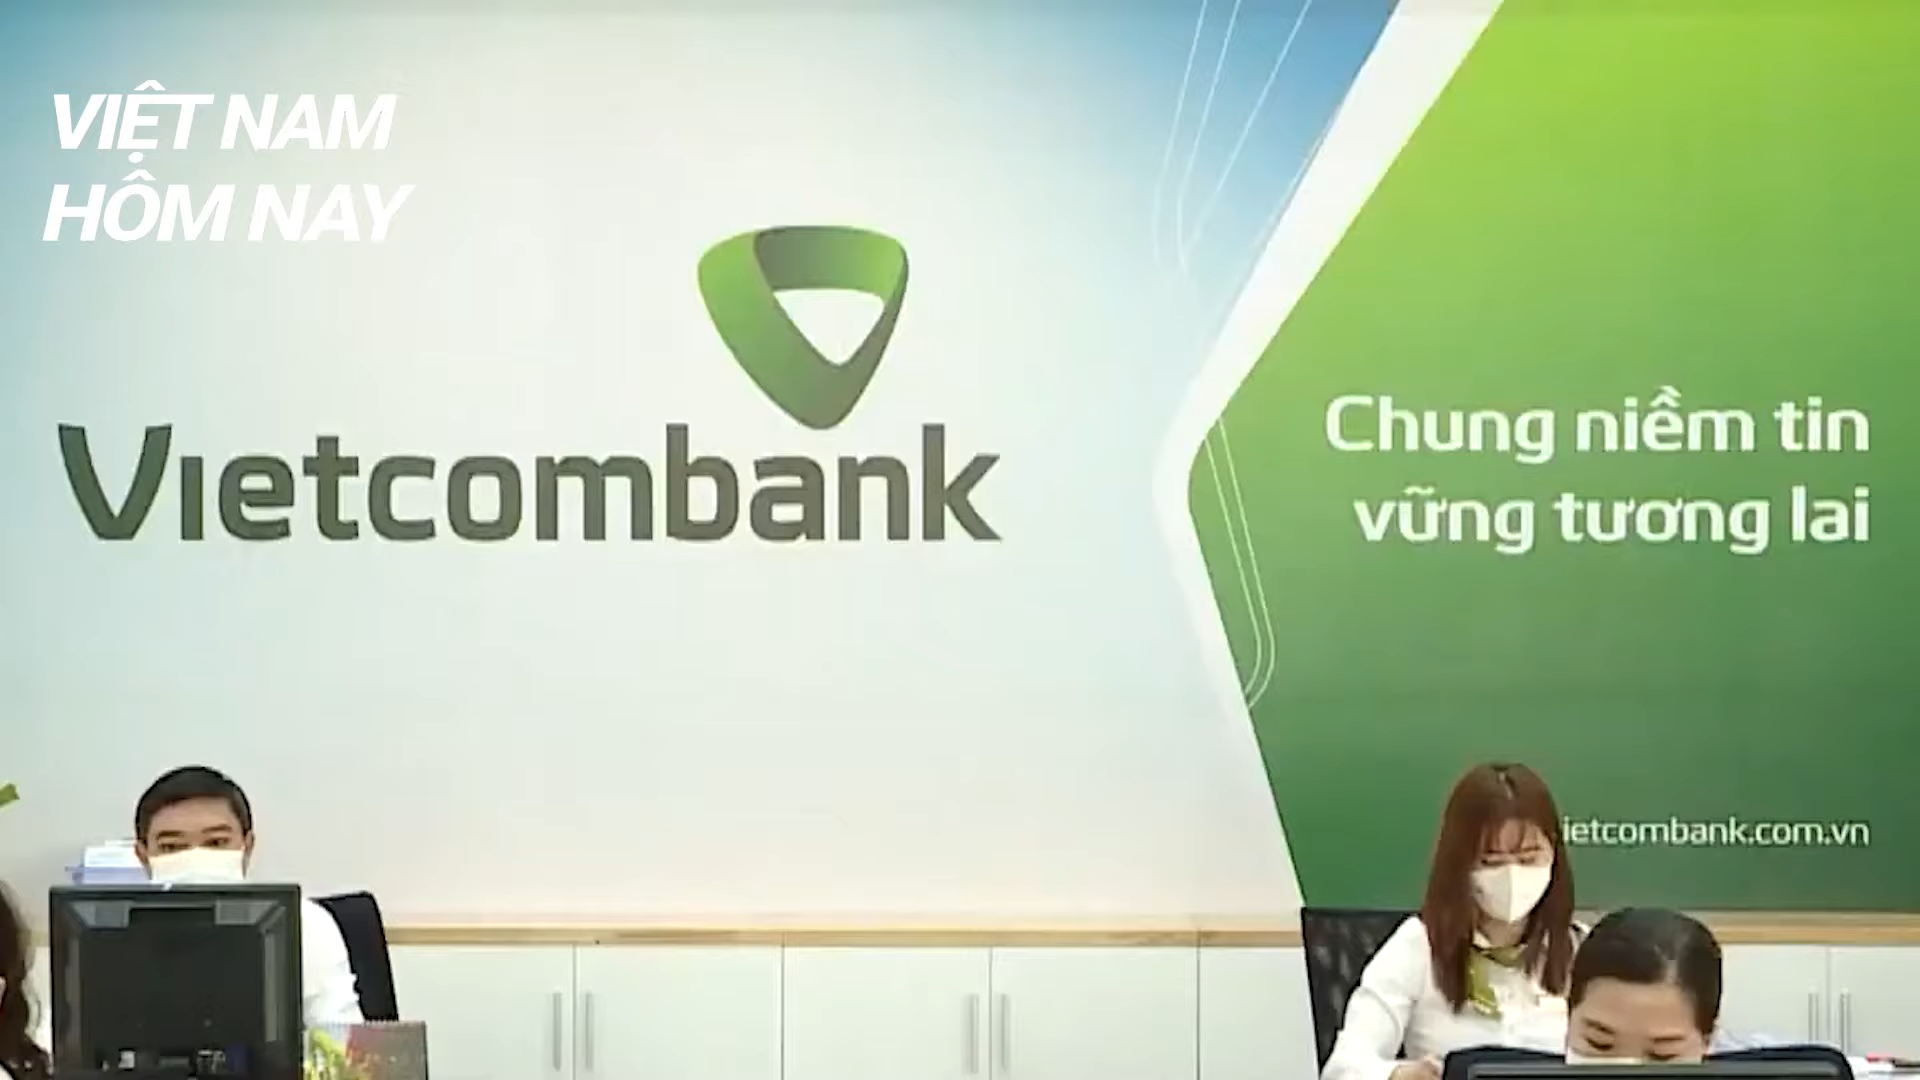 VIỆT NAM
HÔM NAY
Vietcombank
Chung niềm tin
vững tương lai
ietcombank.com.vn